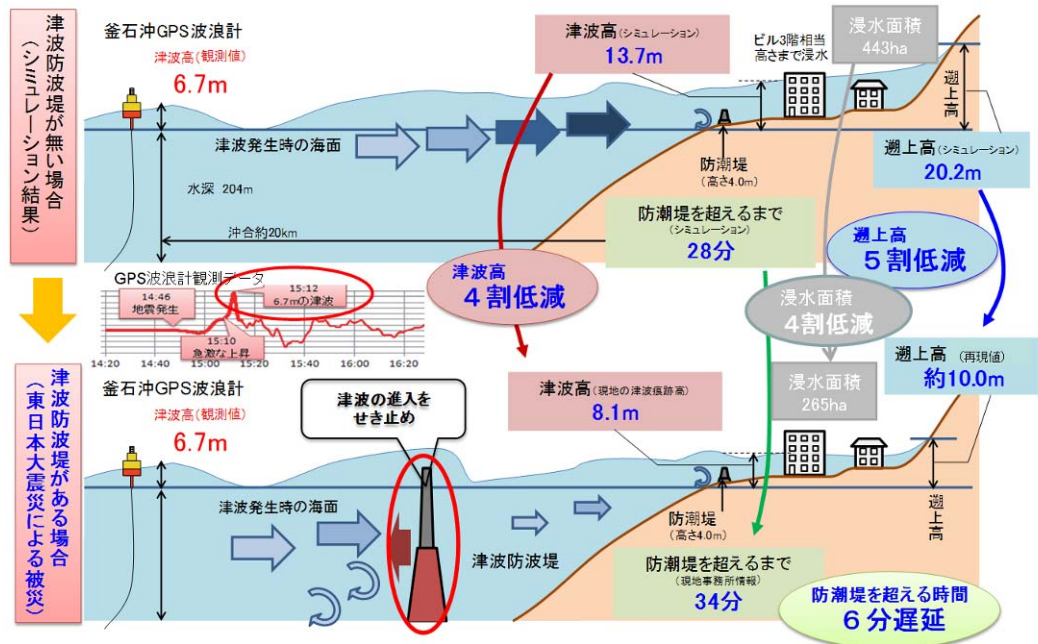 津波防波堤が無い場合
(シミュレーション結果)
釜石沖GPS波浪計
津波高(観測値)
6.7m
津波発生時の海面
水深 204m
沖合約20km
津波高(シミュレーション)
13.7m
ビル3階相当
高さまで浸水
浸水面積
443ha
遡上高
防潮堤
(高さ4.0m)
遡上高(シミュレーション)
20.2m
防潮堤を超えるまで
(シミュレーション)
28分
津波高
4割低減
遡上高
5割低減
浸水面積
4割低減
GPS波浪計観測データ
14:46
地震発生
15:12
6.7mの津波
15:10
急激な上昇
14:20 14:40 15:00 15:20 15:40 16:00 16:20
津波防波堤がある場合
(東日本大震災による被災)
釜石沖GPS波浪計
津波高(観測値)
6.7m
津波発生時の海面
津波の進入を
せき止め
津波防波堤
津波高(現地の津波痕跡高)
8.1m
浸水面積
265ha
遡上高 (再現値)
約10.0m
防潮堤
(高さ4.0m)
遡上高
防潮堤を超えるまで
(現地事務所情報)
34分
防潮堤を超える時間
6分遅延